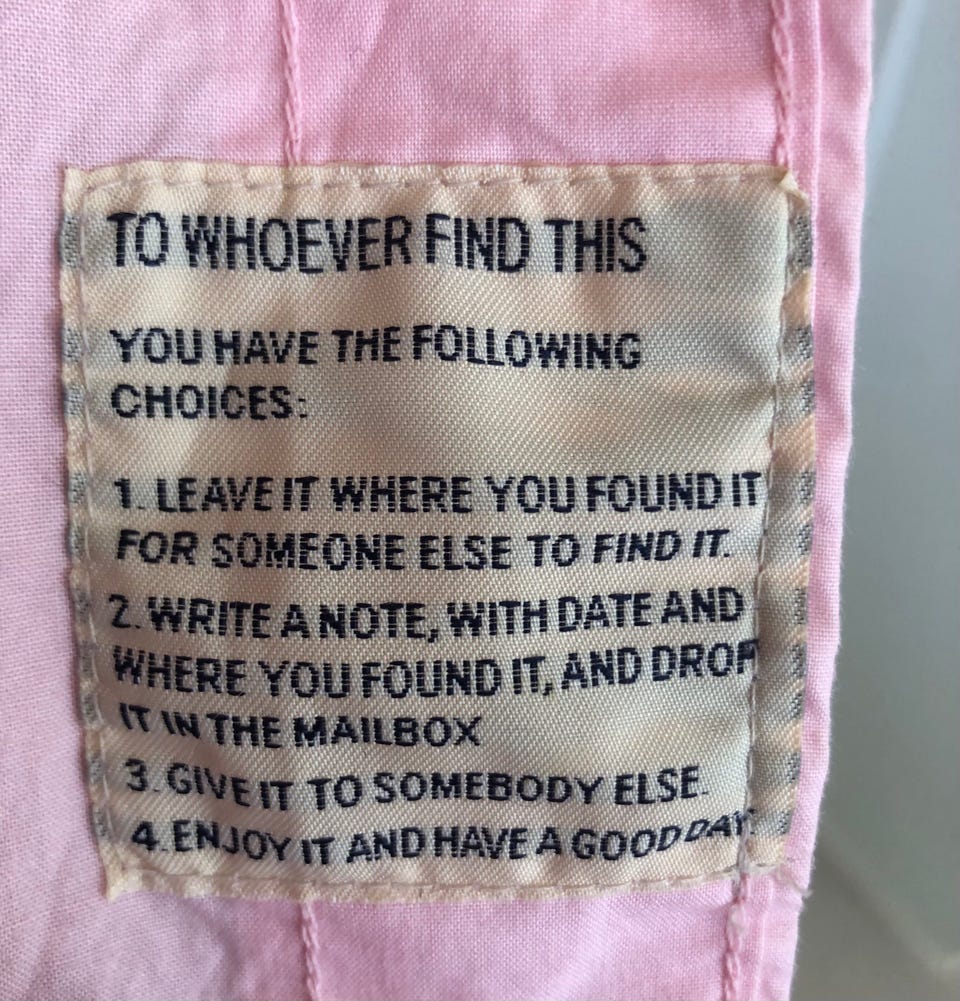 TO WHOEVER FIND THIS
YOU HAVE THE FOLLOWING
CHOICES:
1. LEAVE IT WHERE YOU FOUND IT
FOR SOMEONE ELSE TO FIND IT.
2. WRITE A NOTE, WITH DATE AND
WHERE YOU FOUND IT, AND DROP
IT IN THE MAILBOX
3. GIVE IT TO SOMEBODY ELSE.
4. ENJOY IT AND HAVE A GOOD DAY.